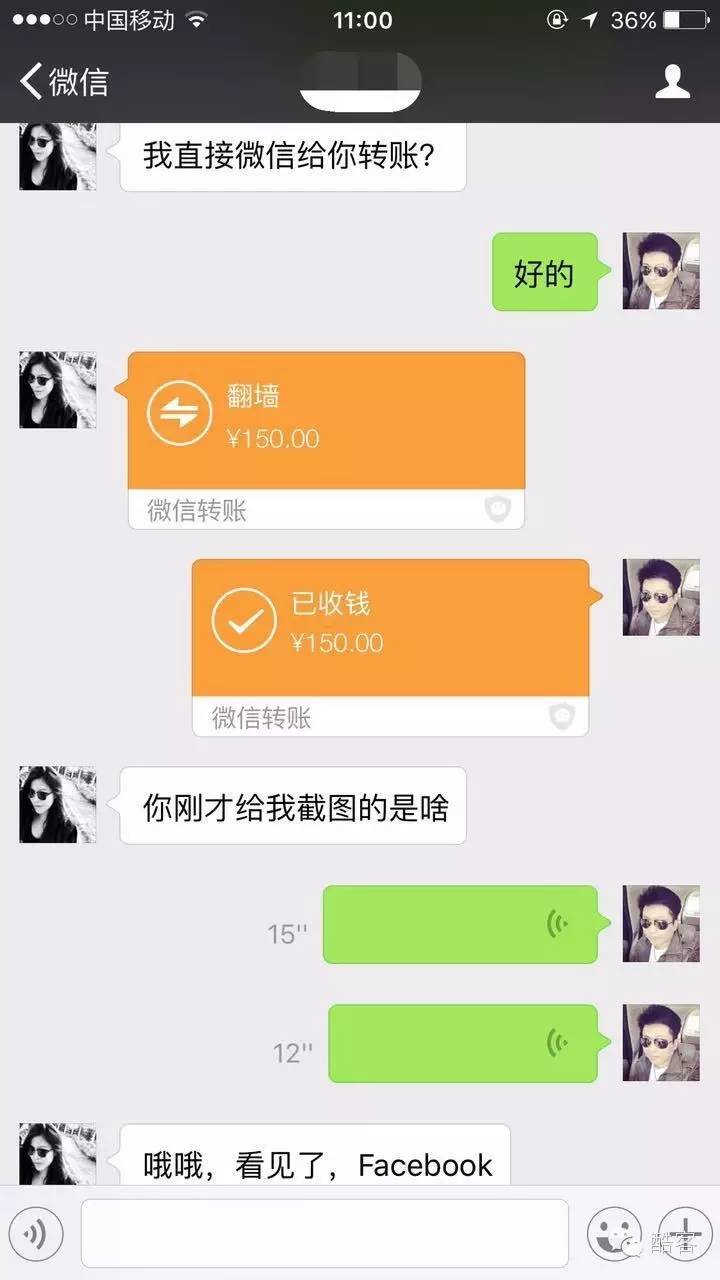 中国移动 11:00 36%
微信
我直接微信给你转账？
好的
翻墙
¥150.00
微信转账
已收钱
¥150.00
微信转账
你刚才给我截图的是啥
15"
12"
哦哦，看见了，Facebook
酷客